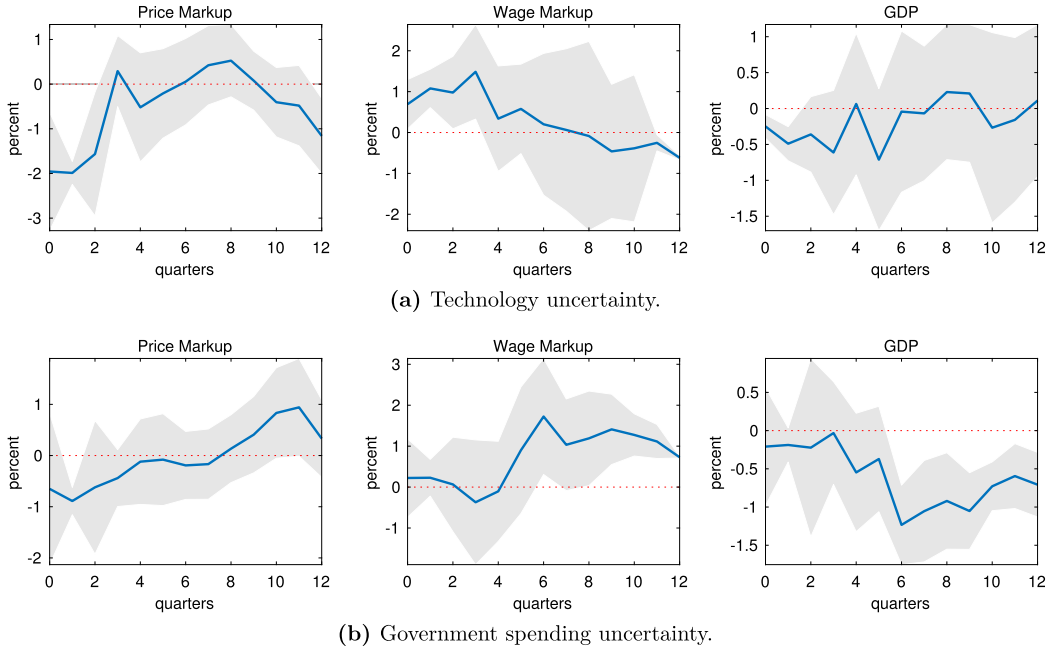 Price Markup
Wage Markup
GDP
percent
1
0
-1
-2
-3
0 2 4 6 8 10 12
quarters
percent
2
1
0
-1
-2
0 2 4 6 8 10 12
quarters
percent
1
0.5
0
-0.5
-1
-1.5
0 2 4 6 8 10 12
quarters
(a) Technology uncertainty.
Price Markup
Wage Markup
GDP
percent
1
0
-1
-2
0 2 4 6 8 10 12
quarters
percent
3
2
1
0
-1
0 2 4 6 8 10 12
quarters
percent
0.5
0
-0.5
-1
-1.5
0 2 4 6 8 10 12
quarters
(b) Government spending uncertainty.